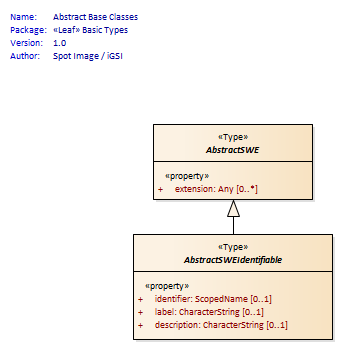 Name: Abstract Base Classes
Package: «Leaf» Basic Types
Version: 1.0
Author: Spot Image / iGSI
«Type»
AbstractSWE
«property»
+ extension: Any [0..*]
«Type»
AbstractSWEIdentifiable
«property»
+ identifier: ScopedName [0..1]
+ label: CharacterString [0..1]
+ description: CharacterString [0..1]